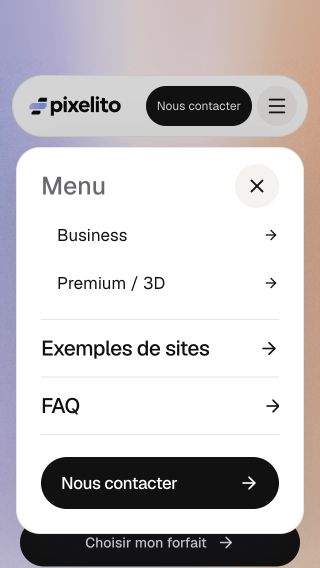 pixelito
Nous contacter
Menu
Business
Premium / 3D
Exemples de sites
FAQ
Nous contacter
Choisir mon forfait